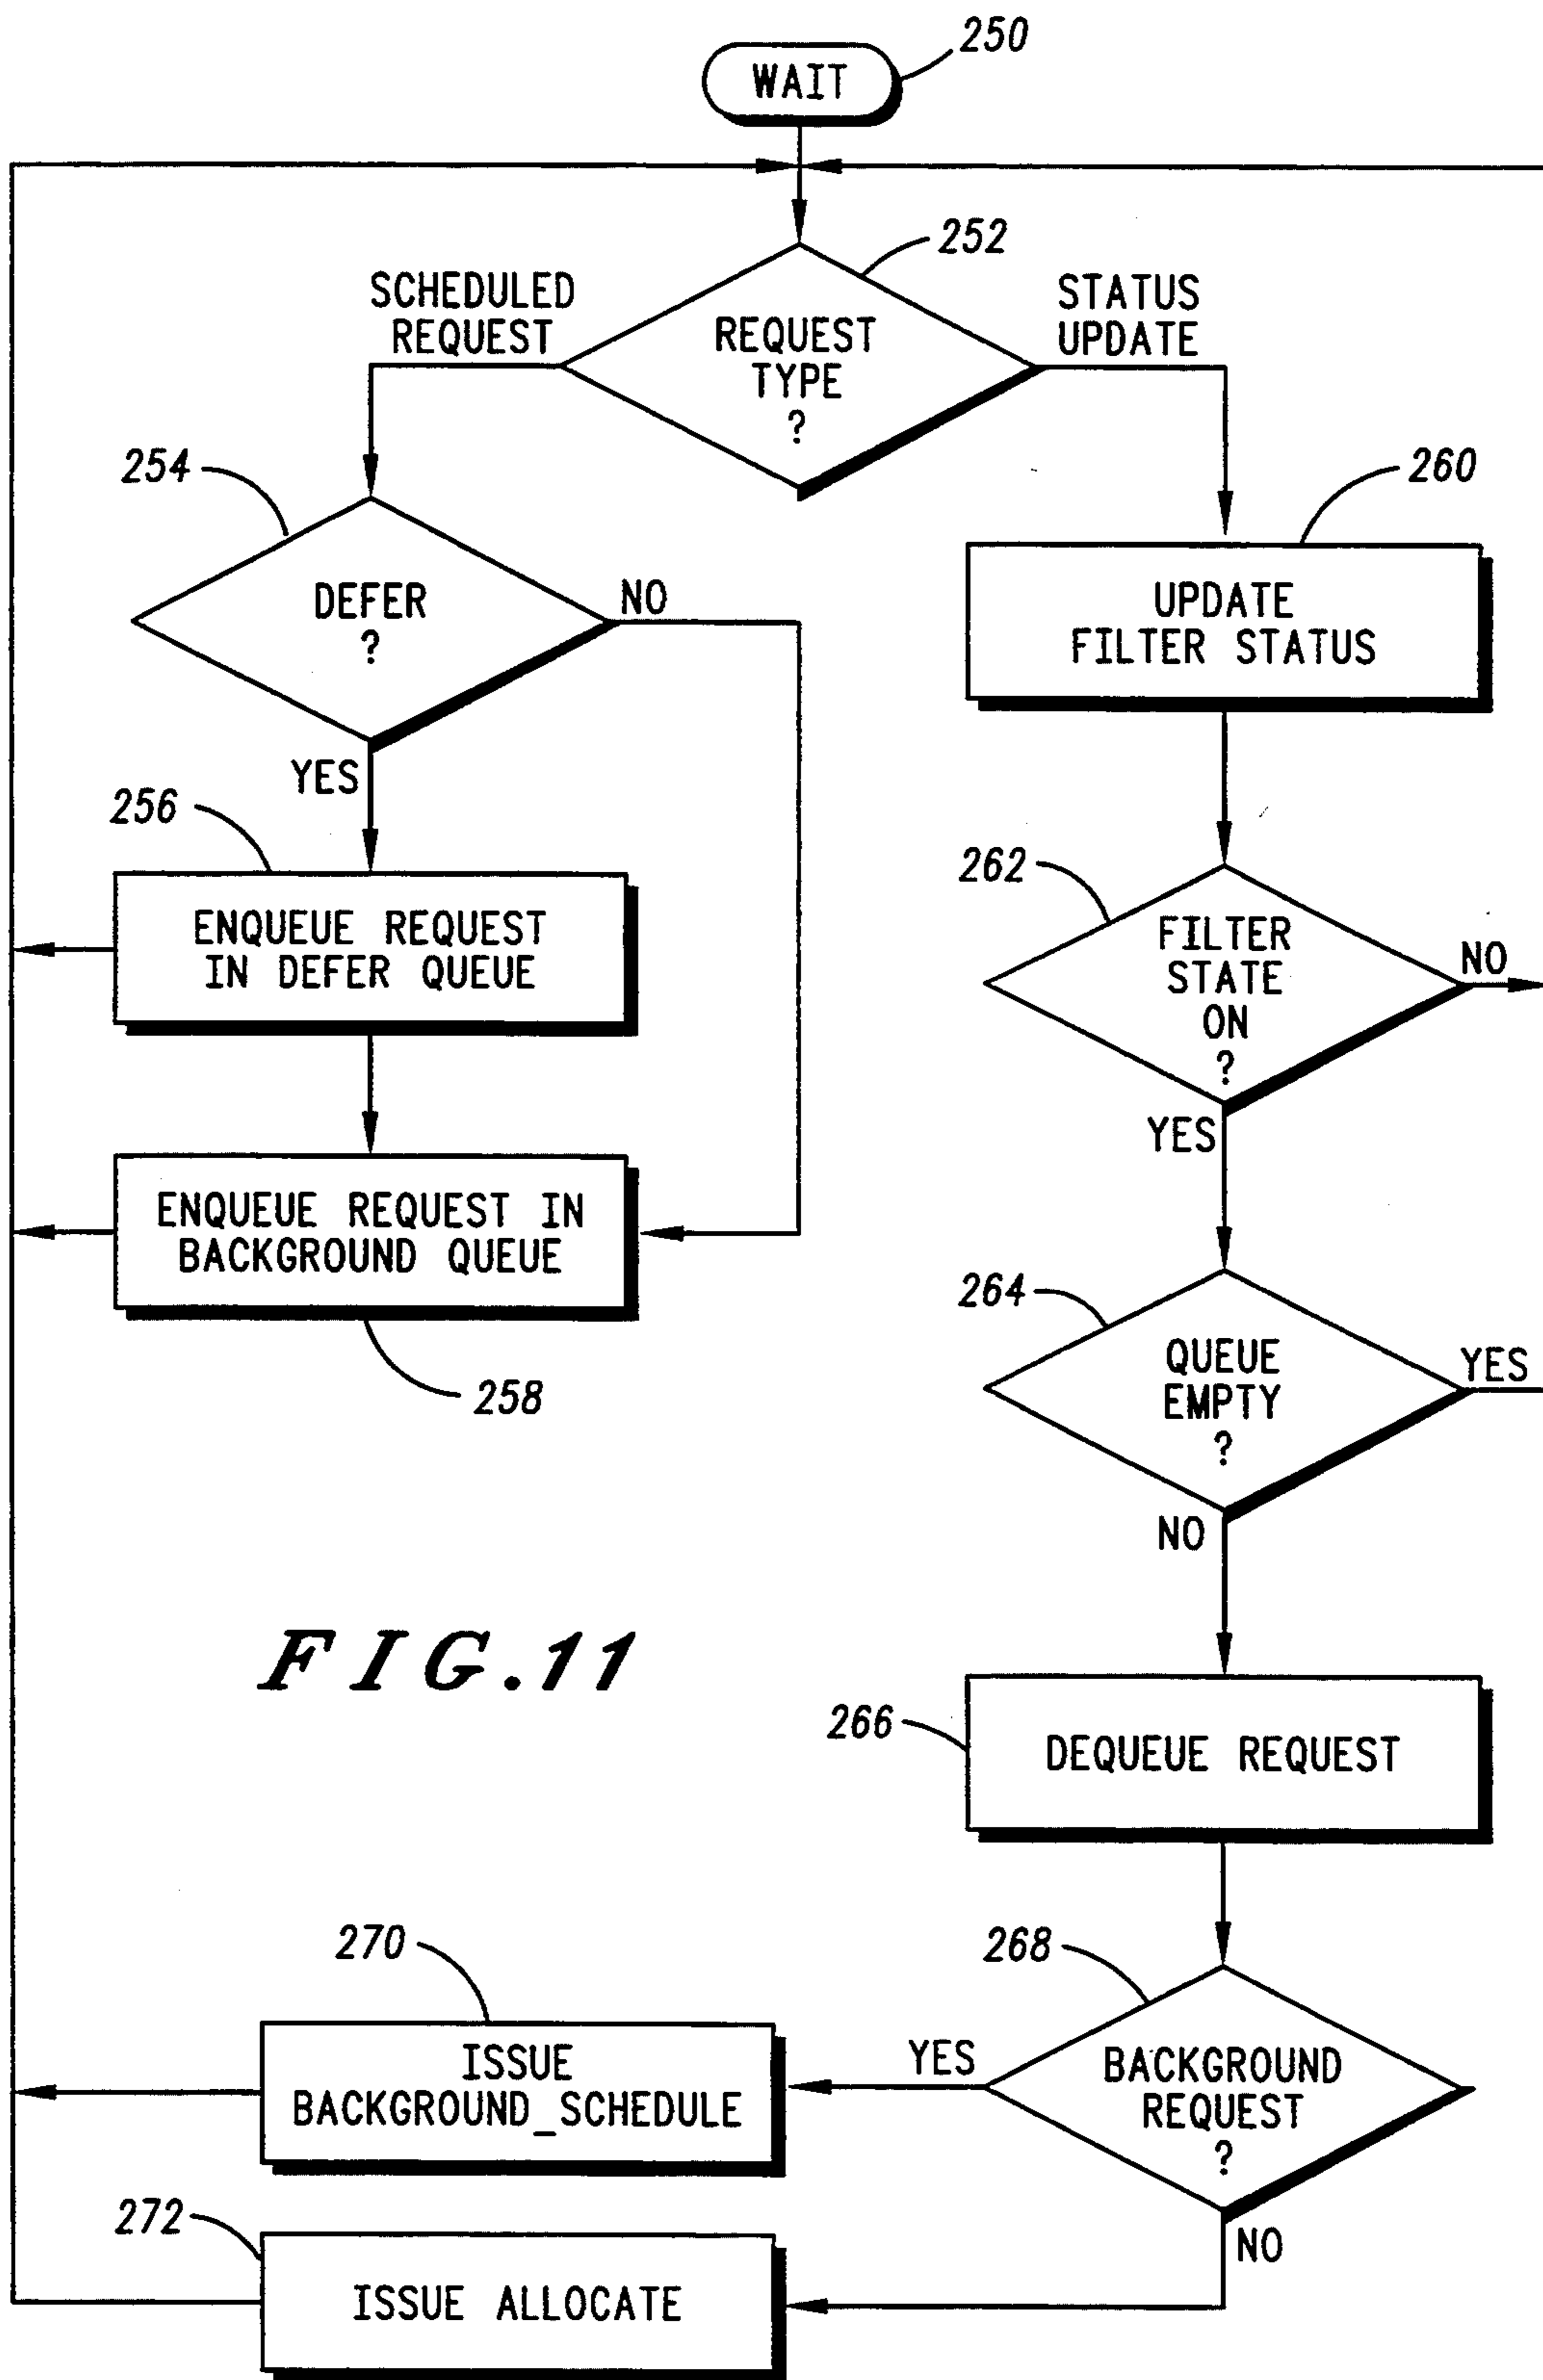 250
WAIT
252
SCHEDULED
REQUEST
STATUS
UPDATE
REQUEST
TYPE
?
254
DEFER
?
NO
YES
260
UPDATE
FILTER STATUS
256
ENQUEUE REQUEST
IN DEFER QUEUE
262
FILTER
STATE
ON
?
NO
YES
ENQUEUE REQUEST IN
BACKGROUND QUEUE
258
264
QUEUE
EMPTY
?
YES
NO
FIG.11
266
DEQUEUE REQUEST
270
ISSUE
BACKGROUND_SCHEDULE
268
YES
BACKGROUND
REQUEST
?
NO
272
ISSUE ALLOCATE